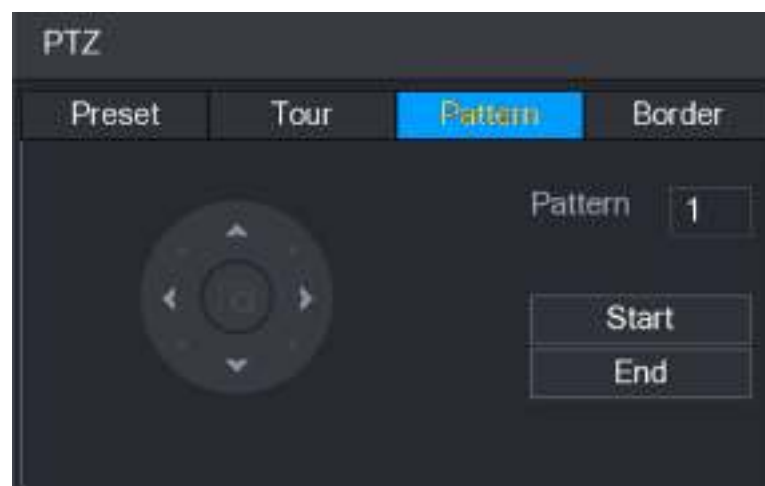 PTZ
Preset Tour Pattern Border
Pattern 1
Start
End